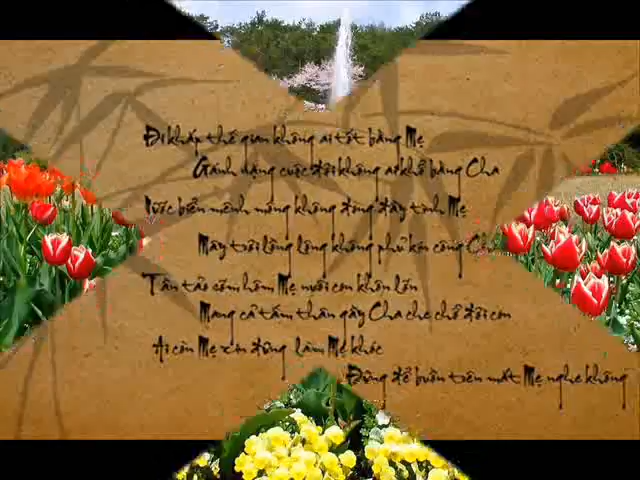 Đi khắp thế gian không ai tốt bằng Mẹ
Gánh nặng cuộc đời không ai khổ bằng Cha
Nước biển mênh mông không đong đầy tình Mẹ
Mây trời lồng lộng không phủ kín công Cha
Tần tảo sớm hôm Mẹ nuôi con khôn lớn
Mang cả tấm thân gầy Cha che chở đời con
Ai còn Mẹ xin đừng làm Mẹ khóc
Đừng để buồn lên mắt Mẹ nghe không